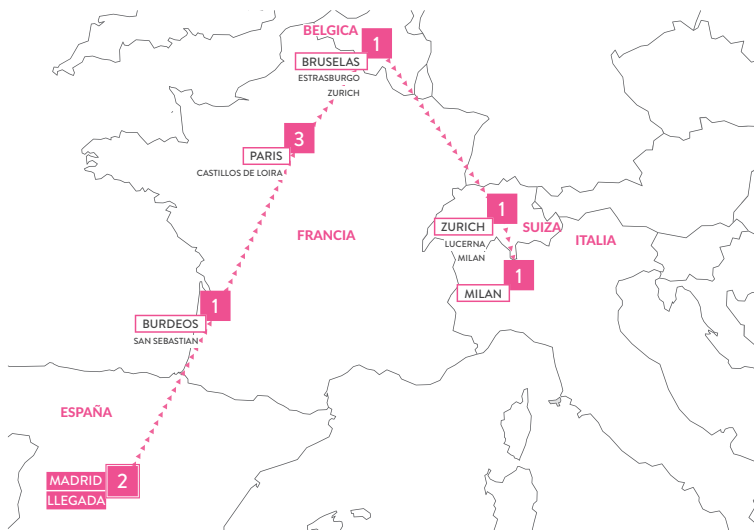 BELGICA
1
BRUSELAS
ESTRASBURGO
ZURICH
3
PARIS
CASTILLOS DE LOIRA
FRANCIA
1
ZURICH
SUIZA
ITALIA
LUCERNA
MILAN
1
MILAN
1
BURDEOS
SAN SEBASTIAN
ESPAÑA
MADRID
2
LLEGADA